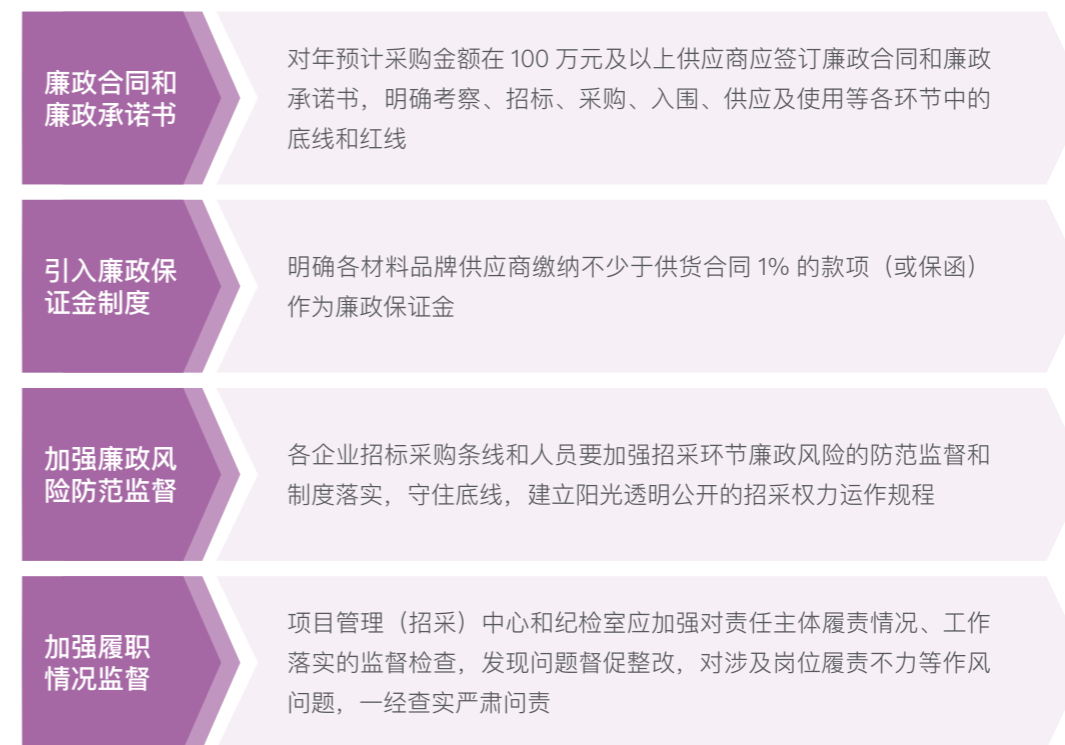 廉政合同和
廉政承诺书
对年预计采购金额在 100 万元及以上供应商应签订廉政合同和廉政
承诺书，明确考察、招标、采购、入围、供应及使用等各环节中的
底线和红线
引入廉政保
证金制度
明确各材料品牌供应商缴纳不少于供货合同 1% 的款项（或保函）
作为廉政保证金
加强廉政风
险防范监督
各企业招标采购条线和人员要加强招采环节廉政风险的防范监督和
制度落实，守住底线，建立阳光透明公开的招采权力运作规程
加强履职
情况监督
项目管理（招采）中心和纪检室应加强对责任主体履责情况、工作
落实的监督检查，发现问题督促整改，对涉及岗位履责不力等作风
问题，一经查实严肃问责